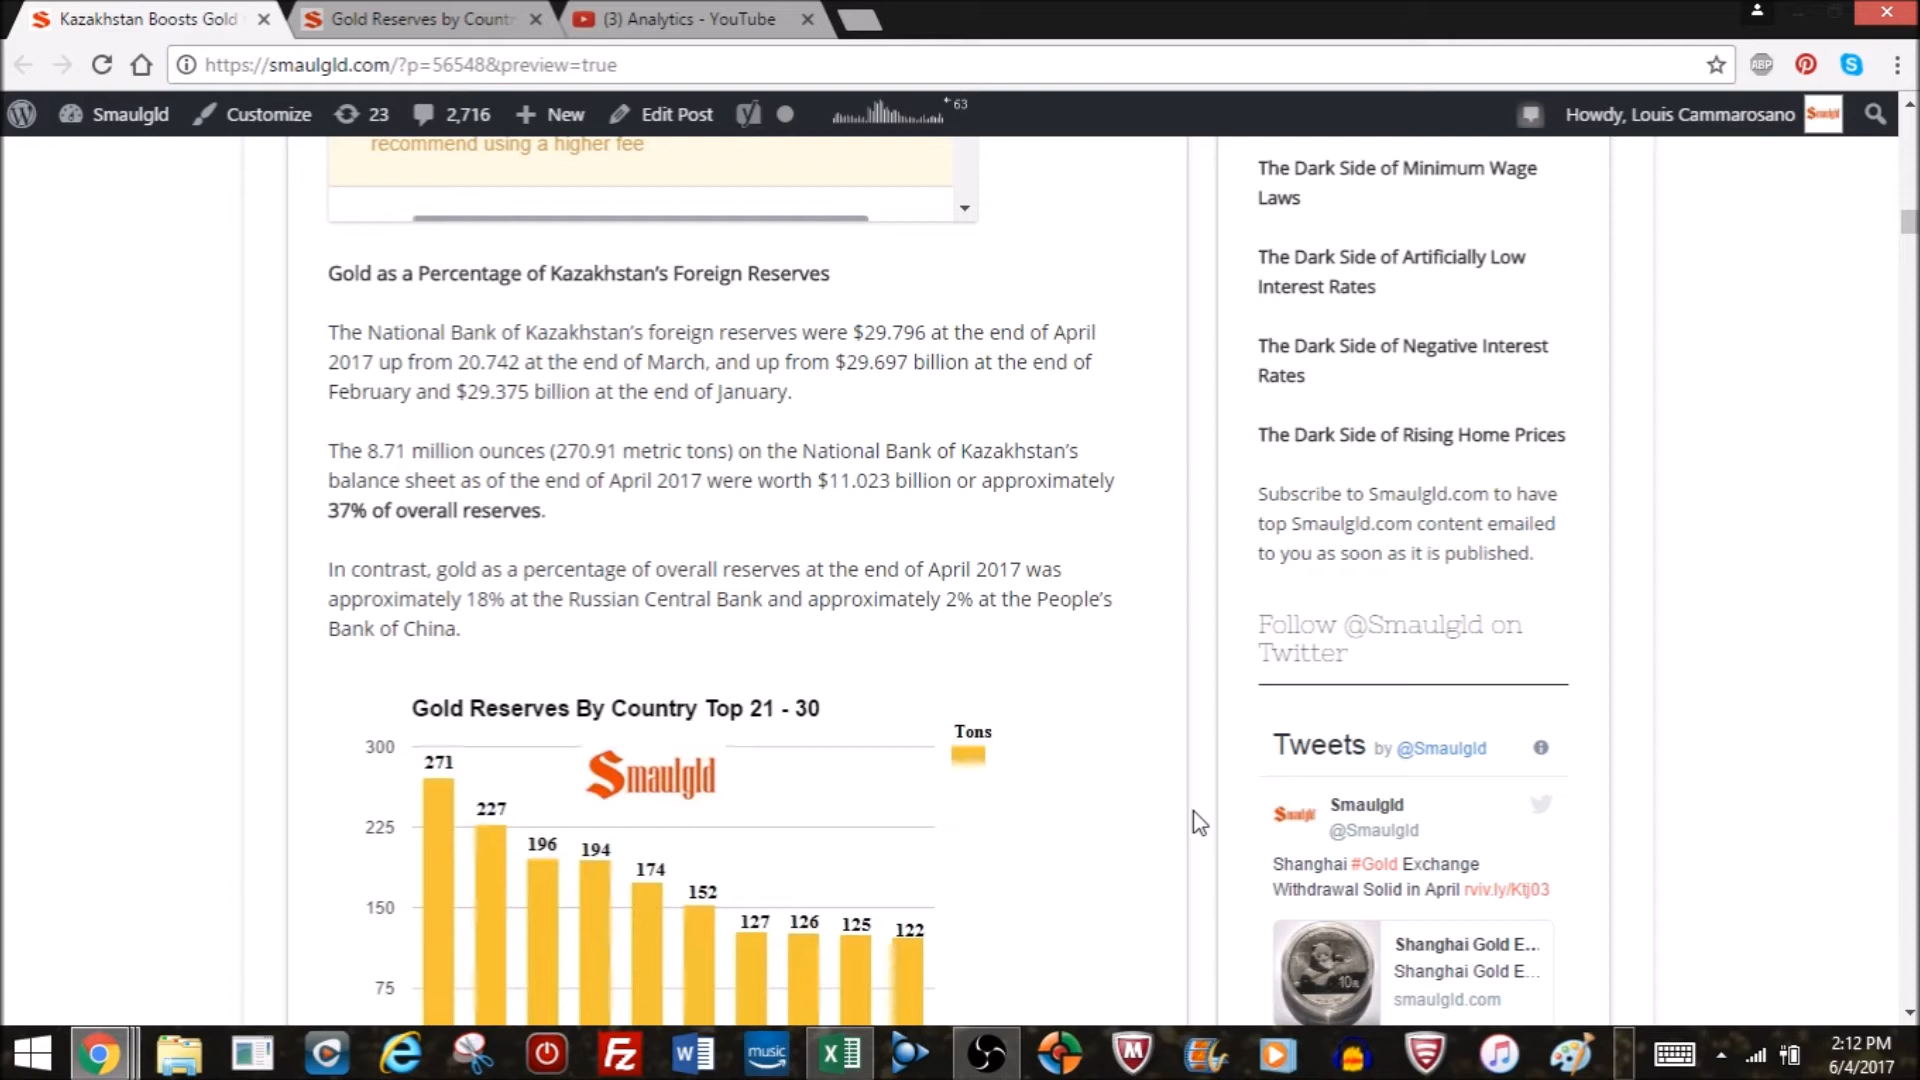 Kazakhstan Boosts Gold
Gold Reserves by Countr
(3) Analytics - YouTube
https://smaulgld.com/?p=56548&preview=true
ABP
Smaulgld
Customize
23
2,716
New
Edit Post
63
Howdy, Louis Cammarosano
Smaulgld
recommend using a higher fee
Gold as a Percentage of Kazakhstan's Foreign Reserves
The National Bank of Kazakhstan's foreign reserves were $29.796 at the end of April
2017 up from 20.742 at the end of March, and up from $29.697 billion at the end of
February and $29.375 billion at the end of January.
The 8.71 million ounces (270.91 metric tons) on the National Bank of Kazakhstan's
balance sheet as of the end of April 2017 were worth $11.023 billion or approximately
37% of overall reserves.
In contrast, gold as a percentage of overall reserves at the end of April 2017 was
approximately 18% at the Russian Central Bank and approximately 2% at the People's
Bank of China.
Gold Reserves By Country Top 21 - 30
Tons
Smaulgld
300
225
150
75
271
227
196
194
174
152
127
126
125
122
The Dark Side of Minimum Wage
Laws
The Dark Side of Artificially Low
Interest Rates
The Dark Side of Negative Interest
Rates
The Dark Side of Rising Home Prices
Subscribe to Smaulgld.com to have
top Smaulgld.com content emailed
to you as soon as it is published.
Follow @Smaulgld on
Twitter
Tweets by @Smaulgld
Smaulgld
Smaulgld
@Smaulgld
Shanghai #Gold Exchange
Withdrawal Solid in April rviv.ly/Ktj03
Shanghai Gold E...
Shanghai Gold E...
smaulgld.com
music
2:12 PM
6/4/2017